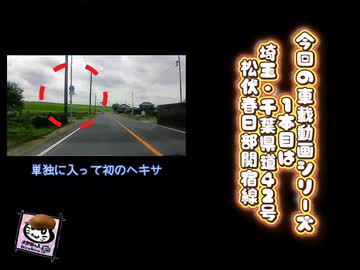 今回の車載動画シリーズ
1本目は
埼玉・千葉県道42号
松伏春日部関宿線
単独に入って初のヘキサ